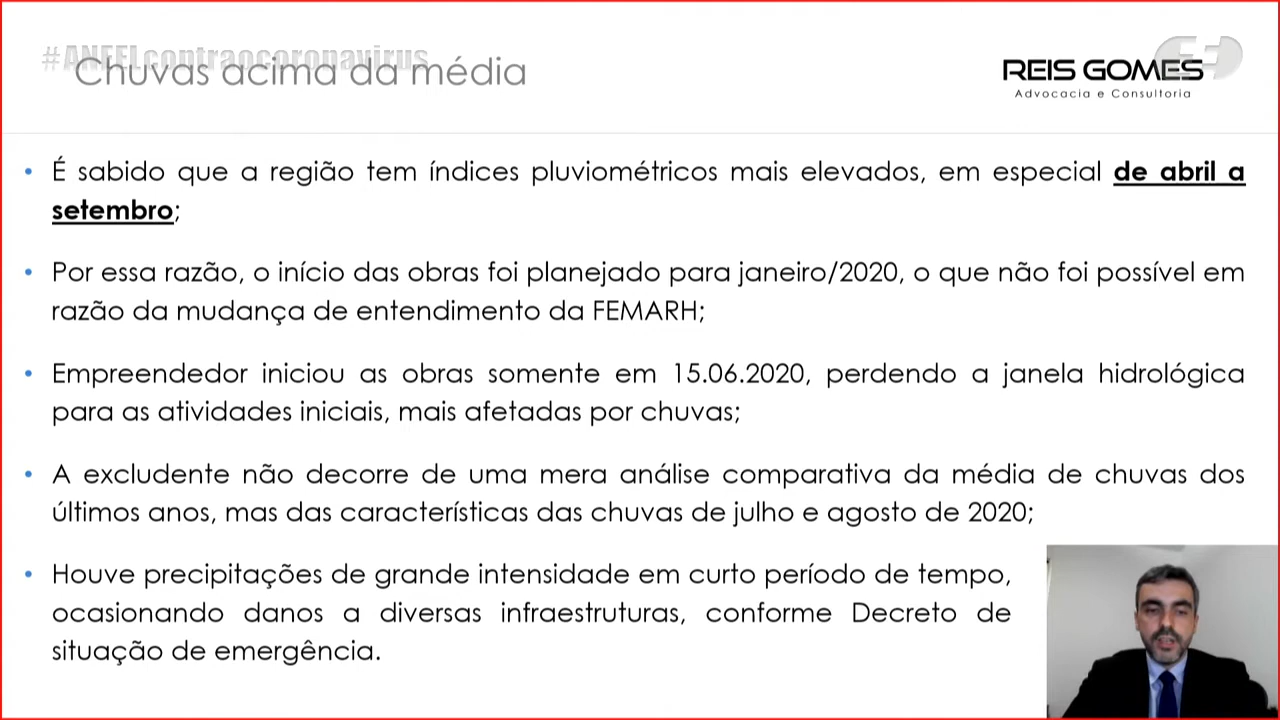 #ANEELcontraocoronavirus
Chuvas acima da média
REIS GOMES
Advocacia e Consultoria
• É sabido que a região tem índices pluviométricos mais elevados, em especial de abril a
setembro;
• Por essa razão, o início das obras foi planejado para janeiro/2020, o que não foi possível em
razão da mudança de entendimento da FEMARH;
• Empreendedor iniciou as obras somente em 15.06.2020, perdendo a janela hidrológica
para as atividades iniciais, mais afetadas por chuvas;
• A excludente não decorre de uma mera análise comparativa da média de chuvas dos
últimos anos, mas das características das chuvas de julho e agosto de 2020;
• Houve precipitações de grande intensidade em curto período de tempo,
ocasionando danos a diversas infraestruturas, conforme Decreto de
situação de emergência.